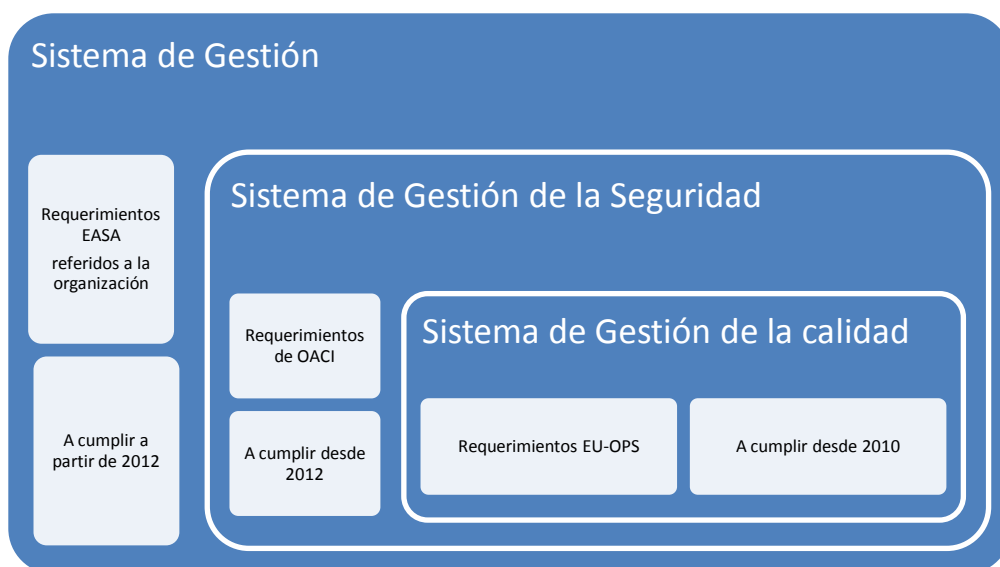 Sistema de Gestión
Requerimientos
EASA
referidos a la
organización
A cumplir a
partir de 2012
Sistema de Gestión de la Seguridad
Requerimientos
de OACI
A cumplir desde
2012
Sistema de Gestión de la calidad
Requerimientos EU-OPS
A cumplir desde 2010